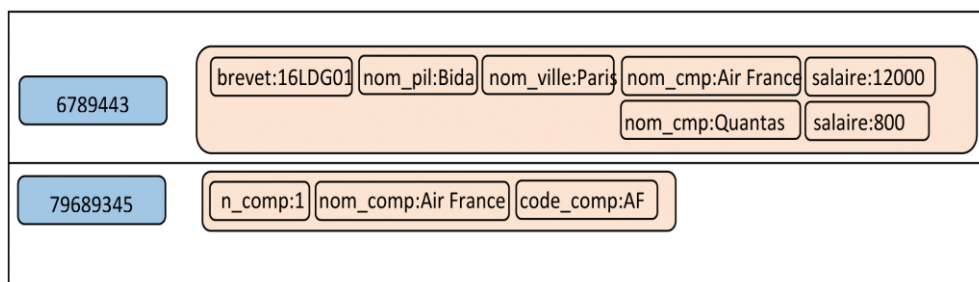 brevet:16LDG01 nom_pil:Bida nom_ville:Paris nom_cmp:Air France salaire:12000
6789443
nom_cmp:Quantas salaire:800
79689345 n_comp:1 nom_comp:Air France code_comp:AF